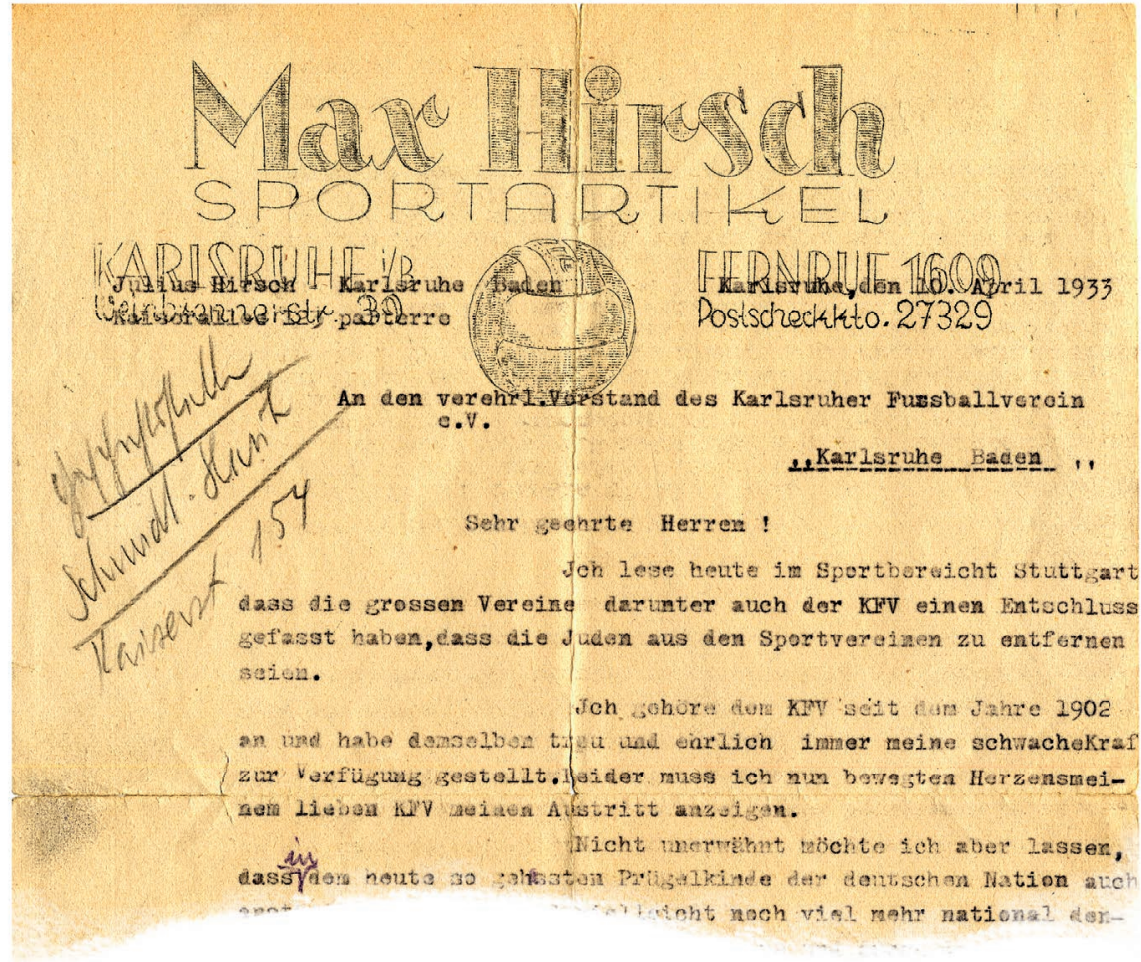 Max Hirsch
SPORTARTIKEL
KARLSRUHE i/B
Weinbrennerstr. 39
FERNRUF 1609
Postscheckkto. 27329
Julius Hirsch Karlsruhe Baden Karlsruhe,den 10. April 1933
parterre
An den verehrl.Vorstand des Karlsruher Fussballverein
e.V.
,,Karlsruhe Baden ,,
Schmidt
Kaiserst 154
Sehr geehrte Herren !
Jch lese heute im Sportbereicht Stuttgart
dass die grossen Vereine darunter auch der KFV einen Entschluss
gefasst haben,dass die Juden aus den Sportvereinen zu entfernen
seien.
Jch gehöre dem KFV seit dem Jahre 1902
an und habe demselben treu und ehrlich immer meine schwacheKraf
zur Verfügung gestellt.Leider muss ich nun bewegten Herzensmei-
nem lieben KFV meinen Austritt anzeigen.
Nicht unerwähnt möchte ich aber lassen,
dass in dem heute so gehassten Prügelkinde der deutschen Nation auch
noch viel mehr national den-